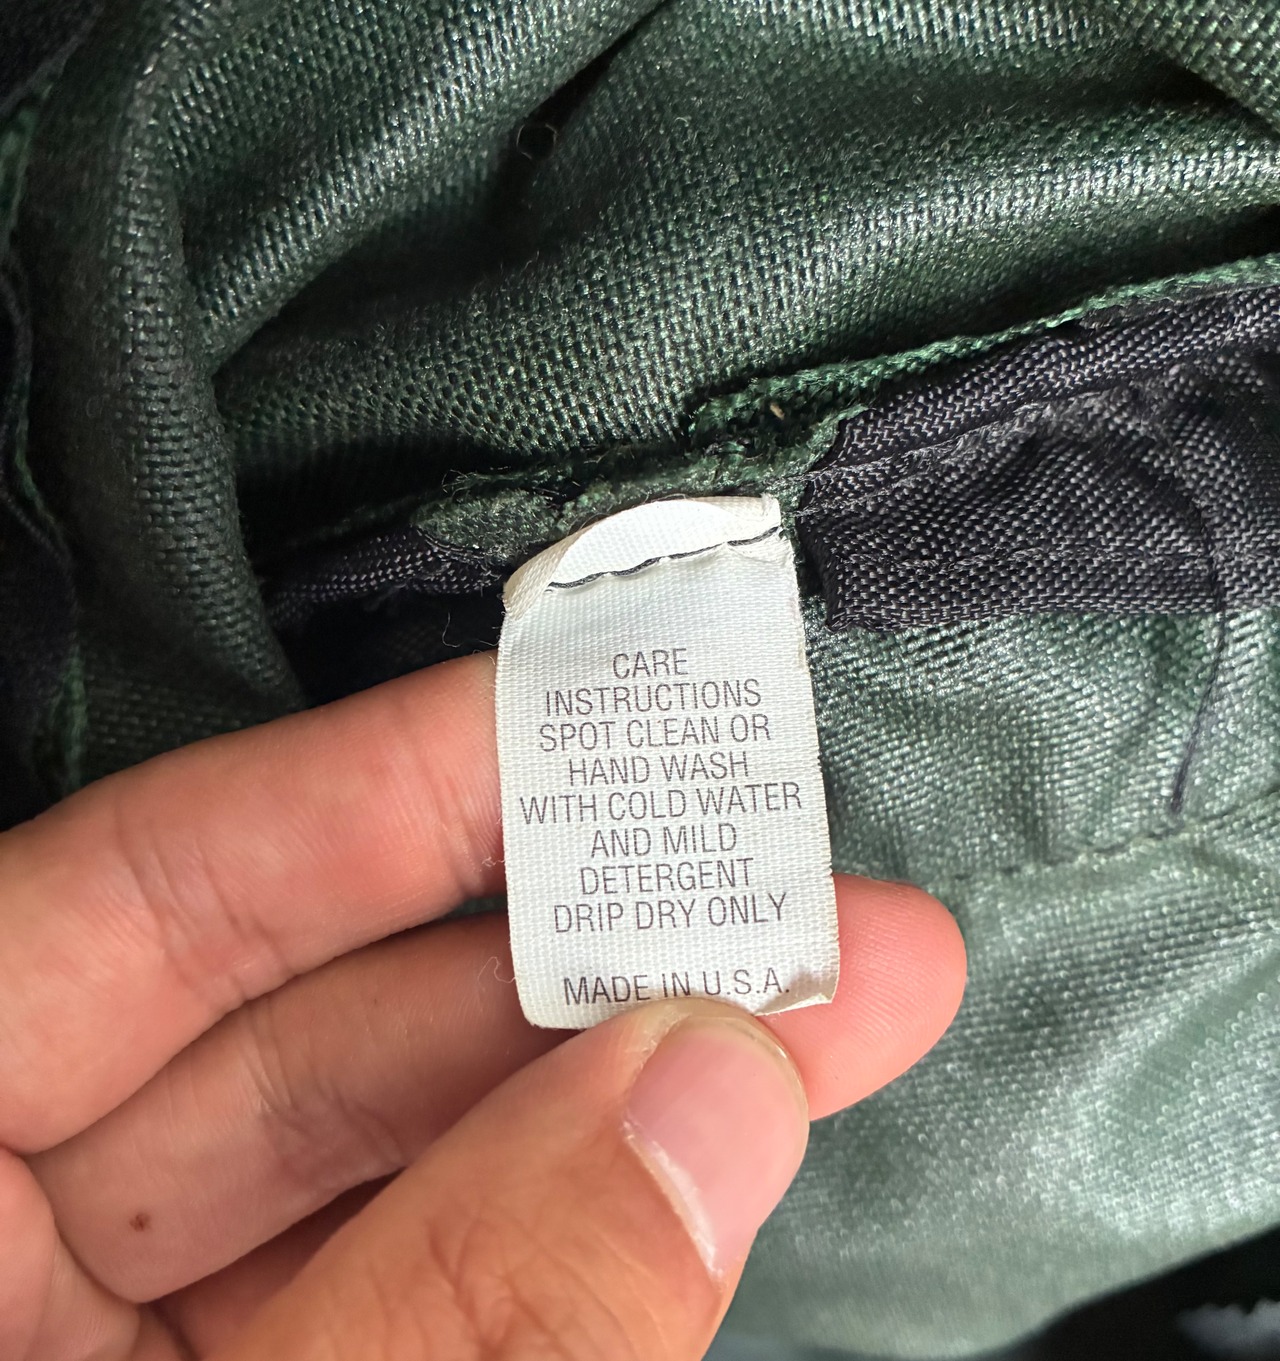 CARE
INSTRUCTIONS
SPOT CLEAN OR
HAND WASH
WITH COLD WATER
AND MILD
DETERGENT
DRIP DRY ONLY
MADE IN U.S.A.